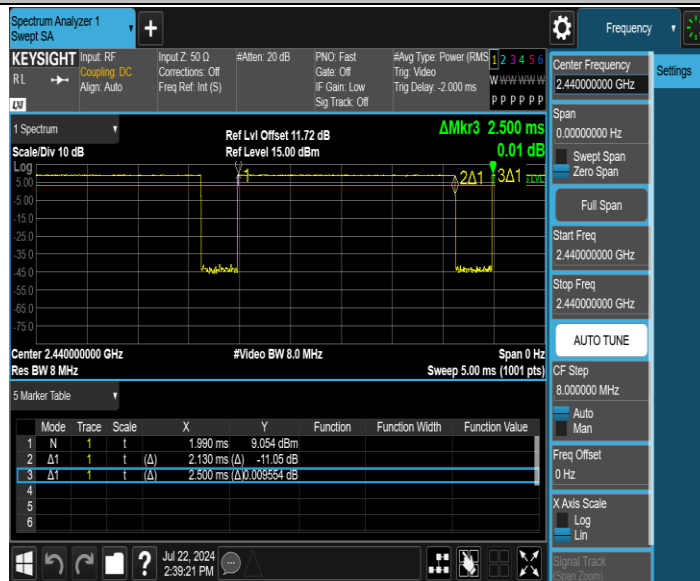 Spectrum Analyzer 1
Swept SA
Frequency
KEYSIGHT
R L
LXI
Input: RF
Coupling: DC
Align: Auto
Input Z: 50 Ω
Corrections: Off
Freq Ref: Int (S)
#Atten: 20 dB
PNO: Fast
Gate: Off
IF Gain: Low
Sig Track: Off
#Avg Type: Power (RMS
Trig: Video
Trig Delay: -2.000 ms
1 2 3 4 5 6
W W W W W W
P P P P P P
Center Frequency
2.440000000 GHz
Settings
Span
0.00000000 Hz
Swept Span
Zero Span
Full Span
Start Freq
2.440000000 GHz
Stop Freq
2.440000000 GHz
AUTO TUNE
CF Step
8.000000 MHz
Auto
Man
Freq Offset
0 Hz
X Axis Scale
Log
Lin
Signal Track
(Span Zoom)
1 Spectrum
Scale/Div 10 dB
Ref Lvl Offset 11.72 dB
Ref Level 15.00 dBm
ΔMkr3 2.500 ms
0.01 dB
Log
5.00
-5.00
-15.0
-25.0
-35.0
-45.0
-55.0
-65.0
-75.0
1
2Δ1
3Δ1
Center 2.440000000 GHz
Res BW 8 MHz
#Video BW 8.0 MHz
Span 0 Hz
Sweep 5.00 ms (1001 pts)
5 Marker Table
Mode Trace Scale X Y Function Function Width Function Value
1 N 1 t 1.990 ms 9.054 dBm
2 Δ1 1 t (Δ) 2.130 ms (Δ) -11.05 dB
3 Δ1 1 t (Δ) 2.500 ms (Δ) 0.009554 dB
4
5
6
?
Jul 22, 2024
2:39:21 PM